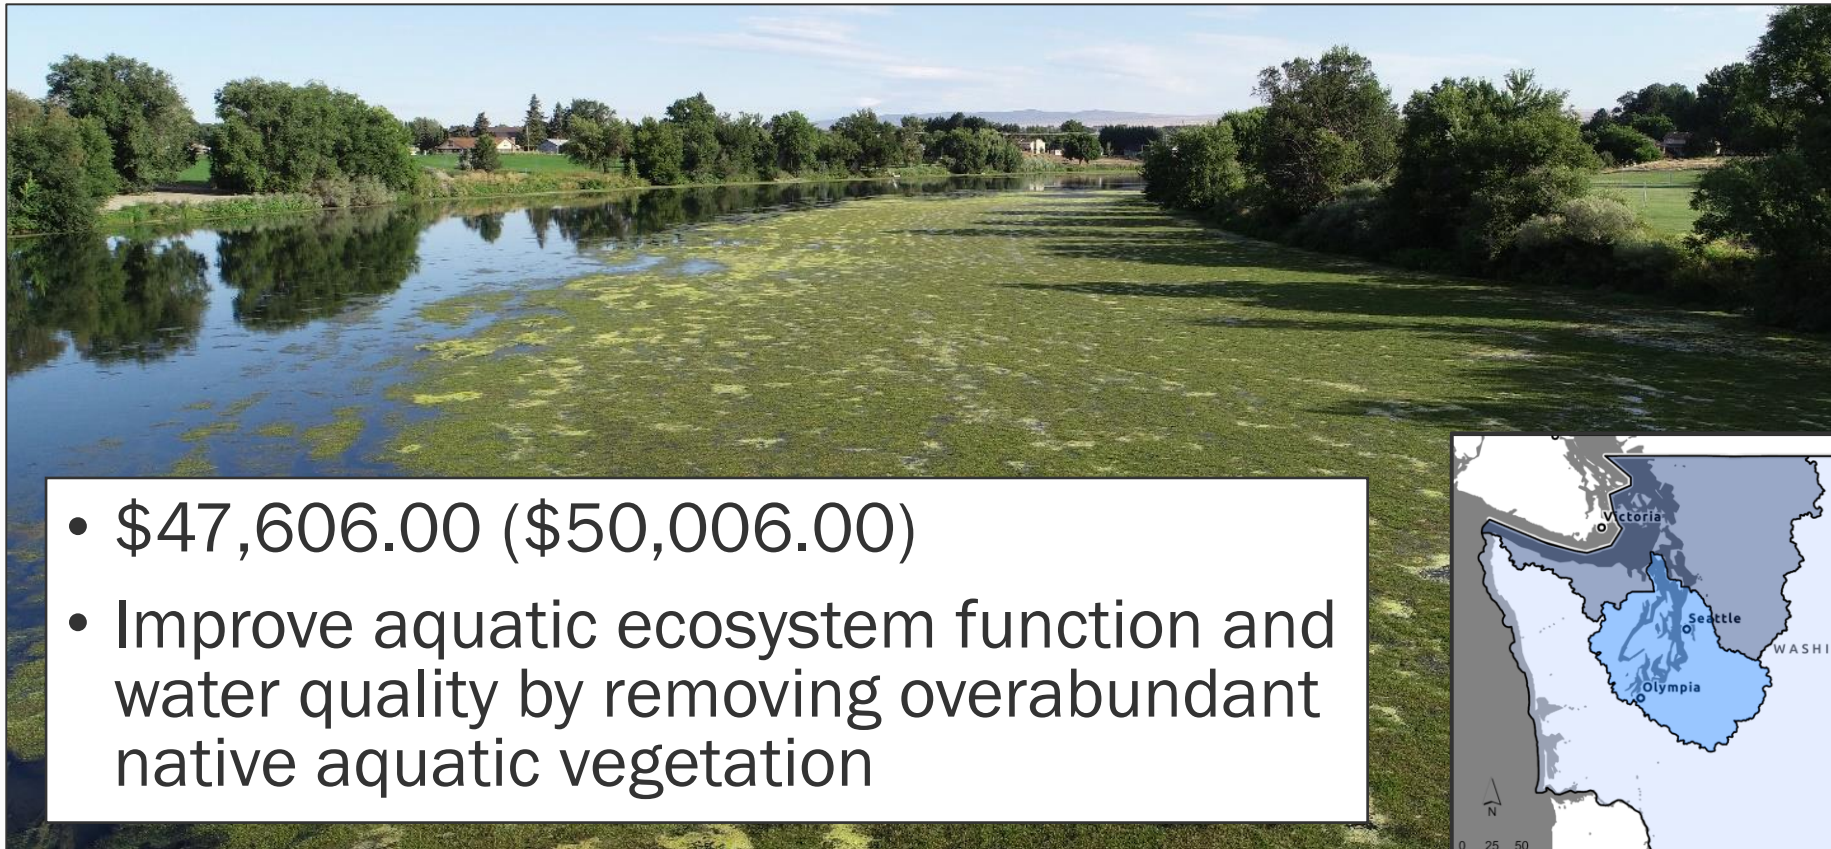 • $47,606.00 ($50,006.00)
• Improve aquatic ecosystem function and
water quality by removing overabundant
native aquatic vegetation
Victoria
Seattle
WASHI
Olympia
N
0 25 50